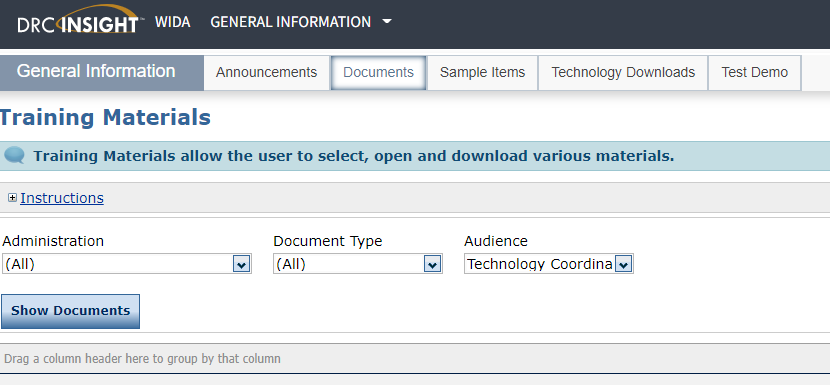 DRC INSIGHT™ WIDA GENERAL INFORMATION
General Information Announcements Documents Sample Items Technology Downloads Test Demo
Training Materials
Training Materials allow the user to select, open and download various materials.
Instructions
Administration Document Type Audience
(All) (All) Technology Coordina
Show Documents
Drag a column header here to group by that column